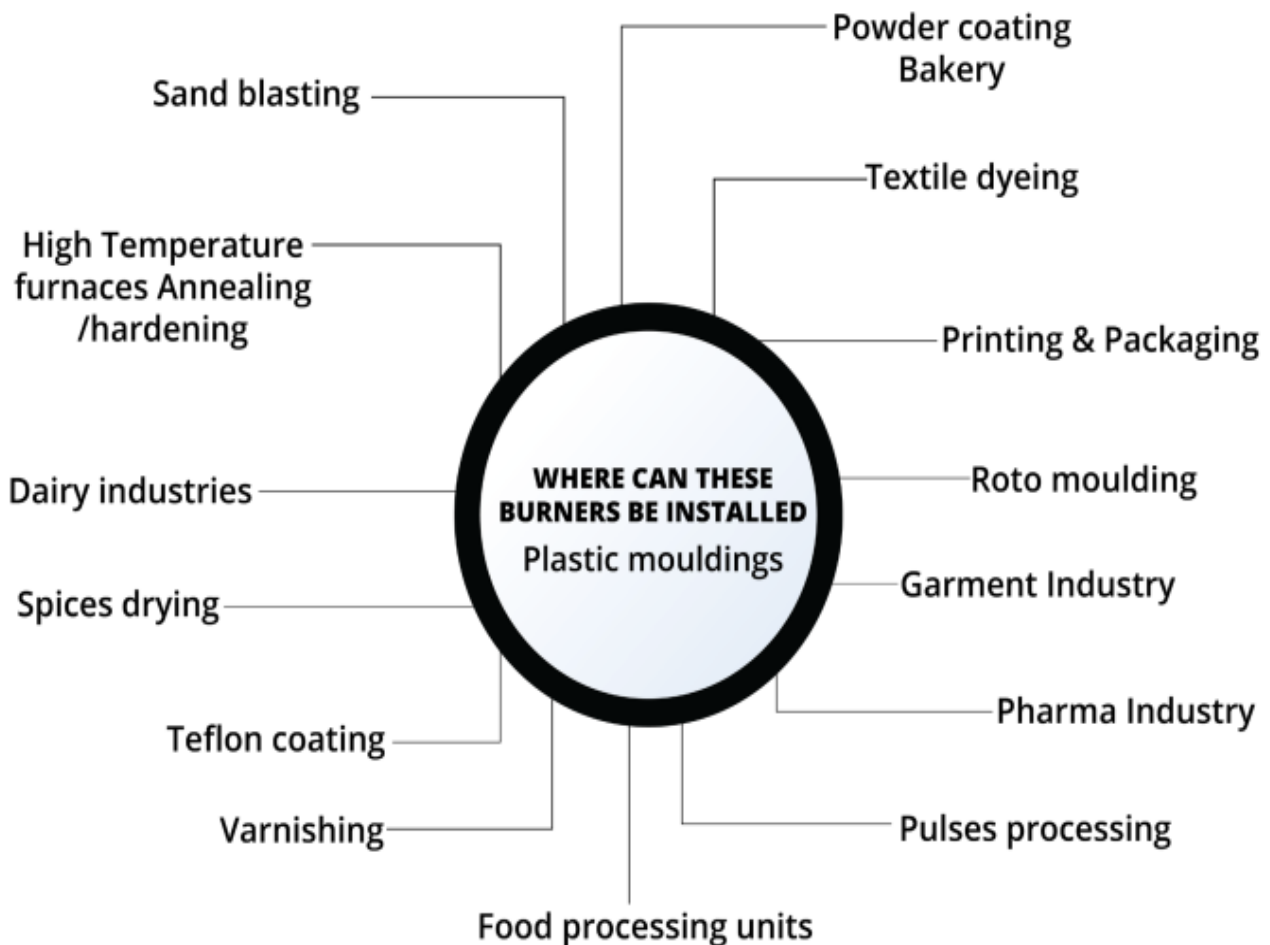 Powder coating
Bakery
Sand blasting
Textile dyeing
High Temperature
furnaces Annealing
/hardening
Printing & Packaging
WHERE CAN THESE
BURNERS BE INSTALLED
Plastic mouldings
Roto moulding
Dairy industries
Garment Industry
Spices drying
Pharma Industry
Teflon coating
Varnishing
Pulses processing
Food processing units